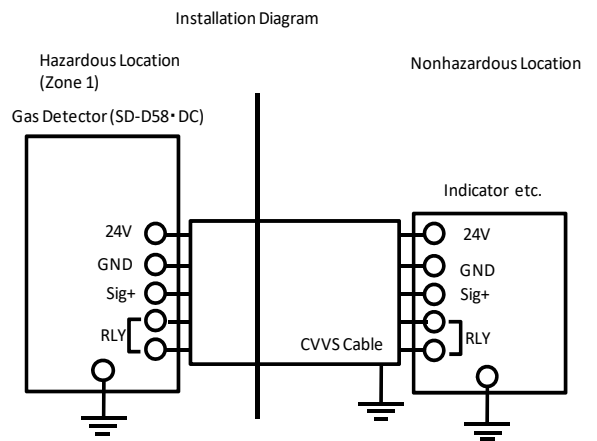 Installation Diagram
Hazardous Location
(Zone 1)
Nonhazardous Location
Gas Detector (SD-D58・DC)
Indicator etc.
24V
GND
Sig+
RLY
CVVS Cable
24V
GND
Sig+
RLY